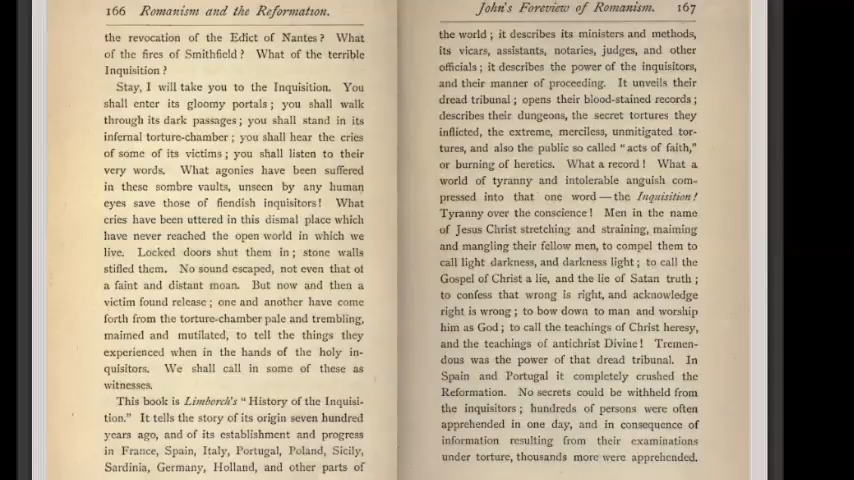 166 Romanism and the Reformation.
the revocation of the Edict of Nantes? What
of the fires of Smithfield? What of the terrible
Inquisition?
Stay, I will take you to the Inquisition. You
shall enter its gloomy portals; you shall walk
through its dark passages; you shall stand in its
infernal torture-chamber; you shall hear the cries
of some of its victims; you shall listen to their
very words. What agonies have been suffered
in these sombre vaults, unseen by any human
eyes save those of fiendish inquisitors! What
cries have been uttered in this dismal place which
have never reached the open world in which we
live. Locked doors shut them in; stone walls
stifled them. No sound escaped, not even that of
a faint and distant moan. But now and then a
victim found release; one and another have come
forth from the torture-chamber pale and trembling,
maimed and mutilated, to tell the things they
experienced when in the hands of the holy in-
quisitors. We shall call in some of these as
witnesses.
This book is Limborch's "History of the Inquisi-
tion." It tells the story of its origin seven hundred
years ago, and of its establishment and progress
in France, Spain, Italy, Portugal, Poland, Sicily,
Sardinia, Germany, Holland, and other parts of
John's Foreview of Romanism. 167
the world; it describes its ministers and methods,
its vicars, assistants, notaries, judges, and other
officials; it describes the power of the inquisitors,
and their manner of proceeding. It unveils their
dread tribunal; opens their blood-stained records;
describes their dungeons, the secret tortures they
inflicted, the extreme, merciless, unmitigated tor-
tures, and also the public so called "acts of faith,"
or burning of heretics. What a record! What a
world of tyranny and intolerable anguish com-
pressed into that one word—the Inquisition!
Tyranny over the conscience! Men in the name
of Jesus Christ stretching and straining, maiming
and mangling their fellow men, to compel them to
call light darkness, and darkness light; to call the
Gospel of Christ a lie, and the lie of Satan truth;
to confess that wrong is right, and acknowledge
right is wrong; to bow down to man and worship
him as God; to call the teachings of Christ heresy,
and the teachings of antichrist Divine! Tremen-
dous was the power of that dread tribunal. In
Spain and Portugal it completely crushed the
Reformation. No secrets could be withheld from
the inquisitors; hundreds of persons were often
apprehended in one day, and in consequence of
information resulting from their examinations
under torture, thousands more were apprehended.